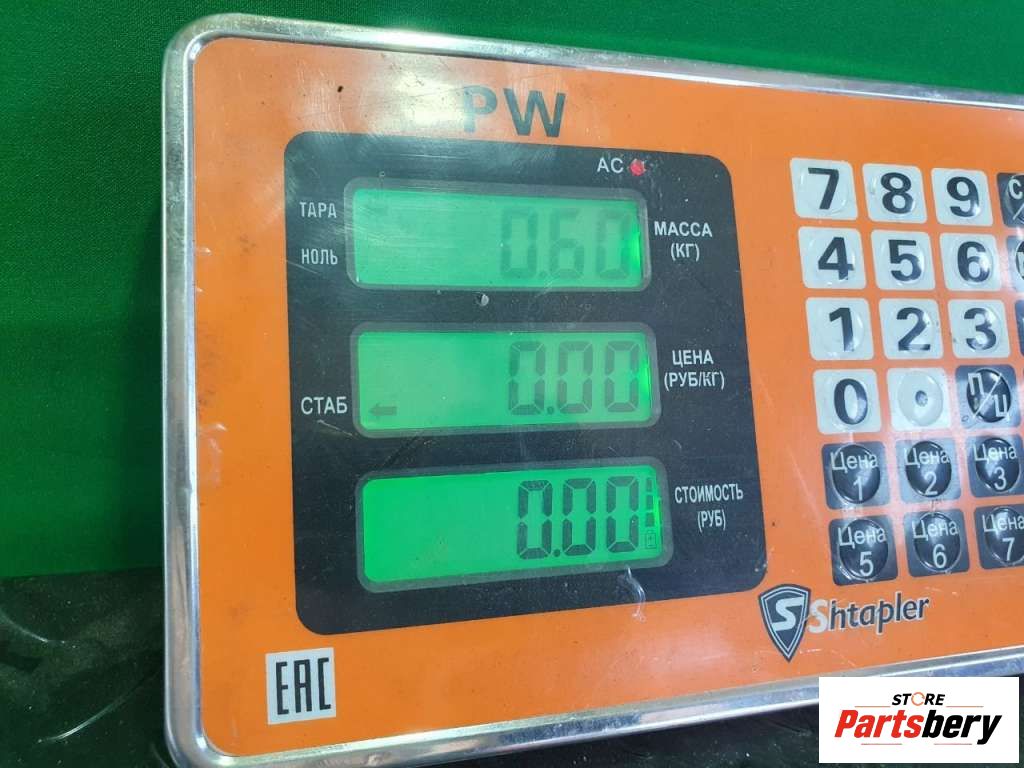 PW
AC
ТАРА
НОЛЬ
0.60
МАССА
(КГ)
СТАБ
0.00
ЦЕНА
(РУБ/КГ)
0.00
СТОИМОСТЬ
(РУБ)
7 8 9
4 5 6
1 2 3
0 . П/Ц
Цена 1 Цена 2 Цена 3
Цена 5 Цена 6 Цена 7
S Shtapler
EAC
STORE
Partsbery